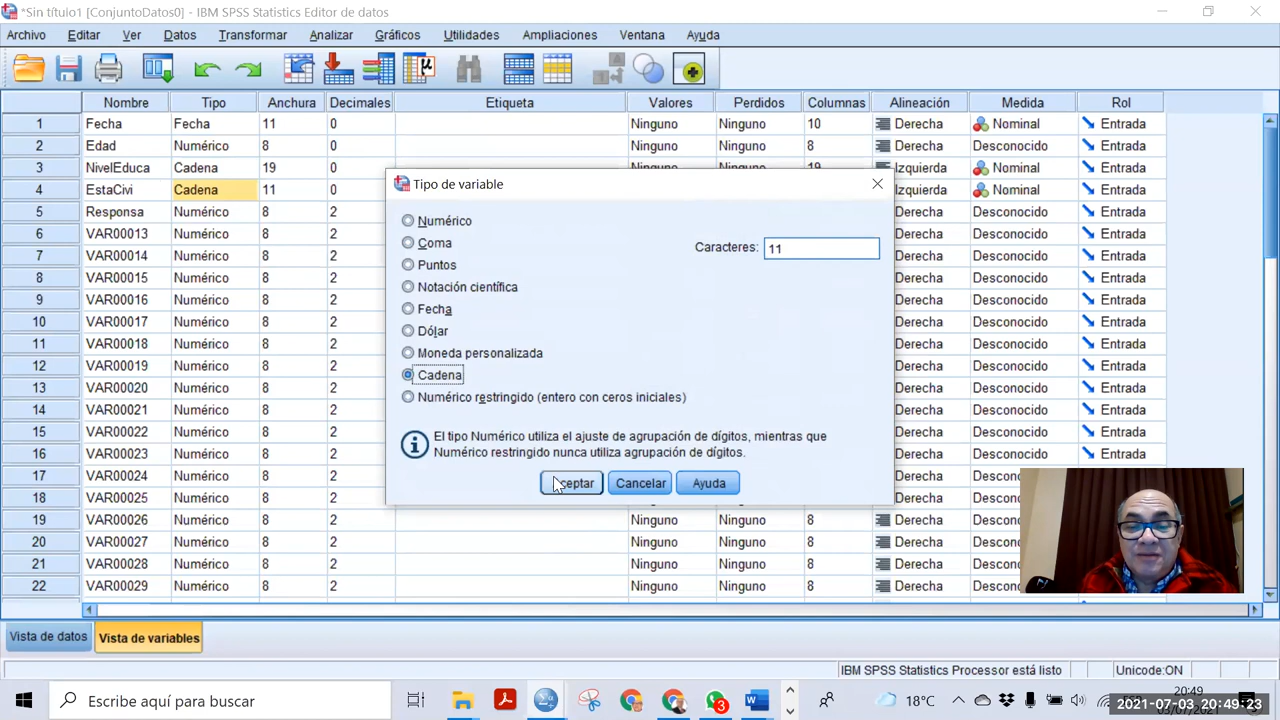 *Sin título1 [ConjuntoDatos0] - IBM SPSS Statistics Editor de datos
Archivo Editar Ver Datos Transformar Analizar Gráficos Utilidades Ampliaciones Ventana Ayuda
Nombre Tipo Anchura Decimales Etiqueta Valores Perdidos Columnas Alineación Medida Rol
1 Fecha Fecha 11 0 Ninguno Ninguno 10 Derecha Nominal Entrada
2 Edad Numérico 8 0 Ninguno Ninguno 8 Derecha Desconocido Entrada
3 NivelEduca Cadena 19 0 Ninguno Ninguno 19 Izquierda Nominal Entrada
4 EstaCivi Cadena 11 0 Izquierda Nominal Entrada
5 Responsa Numérico 8 2 Derecha Desconocido Entrada
6 VAR00013 Numérico 8 2 Derecha Desconocido Entrada
7 VAR00014 Numérico 8 2 Derecha Desconocido Entrada
8 VAR00015 Numérico 8 2 Derecha Desconocido Entrada
9 VAR00016 Numérico 8 2 Derecha Desconocido Entrada
10 VAR00017 Numérico 8 2 Derecha Desconocido Entrada
11 VAR00018 Numérico 8 2 Derecha Desconocido Entrada
12 VAR00019 Numérico 8 2 Derecha Desconocido Entrada
13 VAR00020 Numérico 8 2 Derecha Desconocido Entrada
14 VAR00021 Numérico 8 2 Derecha Desconocido Entrada
15 VAR00022 Numérico 8 2 Derecha Desconocido Entrada
16 VAR00023 Numérico 8 2 Derecha Desconocido Entrada
17 VAR00024 Numérico 8 2 Derecha Desconocido Entrada
18 VAR00025 Numérico 8 2 Derecha
19 VAR00026 Numérico 8 2 Ninguno Ninguno 8 Derecha
20 VAR00027 Numérico 8 2 Ninguno Ninguno 8 Derecha
21 VAR00028 Numérico 8 2 Ninguno Ninguno 8 Derecha
22 VAR00029 Numérico 8 2 Ninguno Ninguno 8 Derecha
Tipo de variable
Numérico
Coma
Puntos
Notación científica
Fecha
Dólar
Moneda personalizada
Cadena
Numérico restringido (entero con ceros iniciales)
Caracteres: 11
El tipo Numérico utiliza el ajuste de agrupación de dígitos, mientras que
Numérico restringido nunca utiliza agrupación de dígitos.
Cancelar Ayuda
Vista de datos Vista de variables
IBM SPSS Statistics Processor está listo Unicode:ON
Escribe aquí para buscar
3
18°C
20:49
2021-07-03 20:49:23